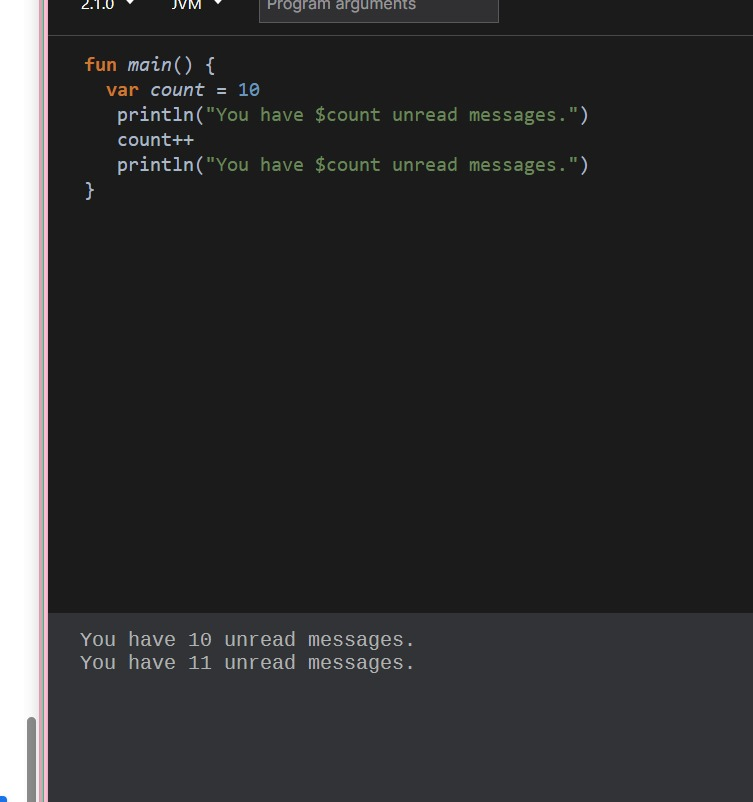 2.1.0 JVM Program arguments
fun main() {
  var count = 10
   println("You have $count unread messages.")
   count++
   println("You have $count unread messages.")
}
You have 10 unread messages.
You have 11 unread messages.